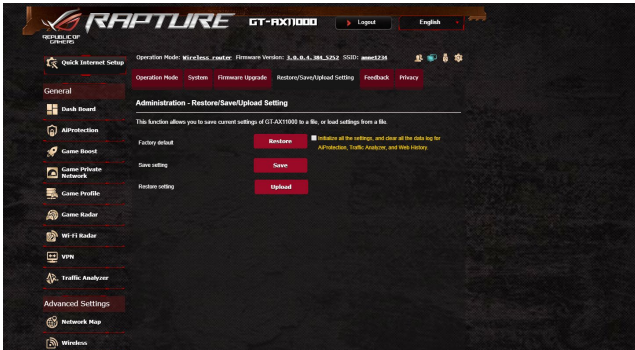 REPUBLIC OF
GAMERS
RAPTURE GT-AX11000 Logout English
Quick Internet Setup
Operation Mode: Wireless router Firmware Version: 3.0.0.4.384_5252 SSID: anne1234
Operation Mode System Firmware Upgrade Restore/Save/Upload Setting Feedback Privacy
General
Administration - Restore/Save/Upload Setting
Dash Board
This function allows you to save current settings of GT-AX11000 to a file, or load settings from a file.
AiProtection
Factory default Restore Initialize all the settings, and clear all the data log for
AiProtection, Traffic Analyzer, and Web History.
Game Boost
Save setting Save
Game Private
Network
Restore setting Upload
Game Profile
Game Radar
Wi-Fi Radar
VPN
Traffic Analyzer
Advanced Settings
Network Map
Wireless